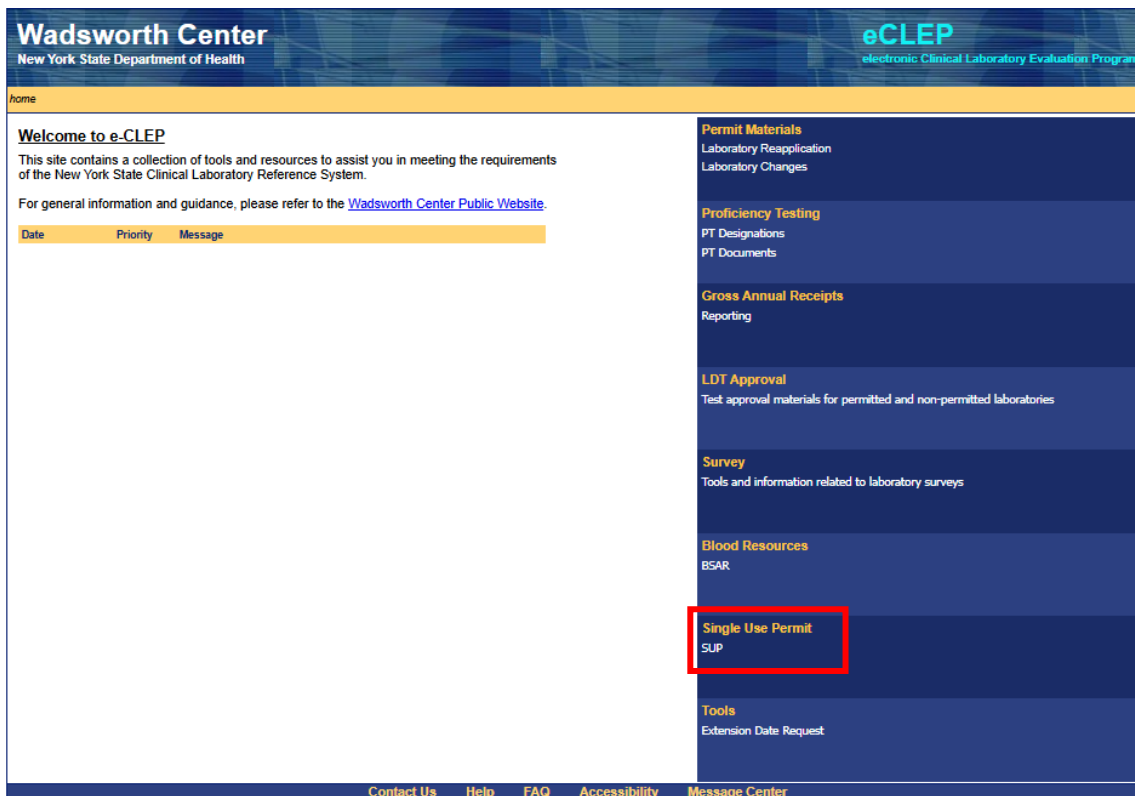 Wadsworth Center
New York State Department of Health
eCLEP
electronic Clinical Laboratory Evaluation Program
home
Welcome to e-CLEP
This site contains a collection of tools and resources to assist you in meeting the requirements
of the New York State Clinical Laboratory Reference System.
For general information and guidance, please refer to the Wadsworth Center Public Website.
Date Priority Message
Permit Materials
Laboratory Reapplication
Laboratory Changes
Proficiency Testing
PT Designations
PT Documents
Gross Annual Receipts
Reporting
LDT Approval
Test approval materials for permitted and non-permitted laboratories
Survey
Tools and information related to laboratory surveys
Blood Resources
BSAR
Single Use Permit
SUP
Tools
Extension Date Request
Contact Us Help FAQ Accessibility Message Center